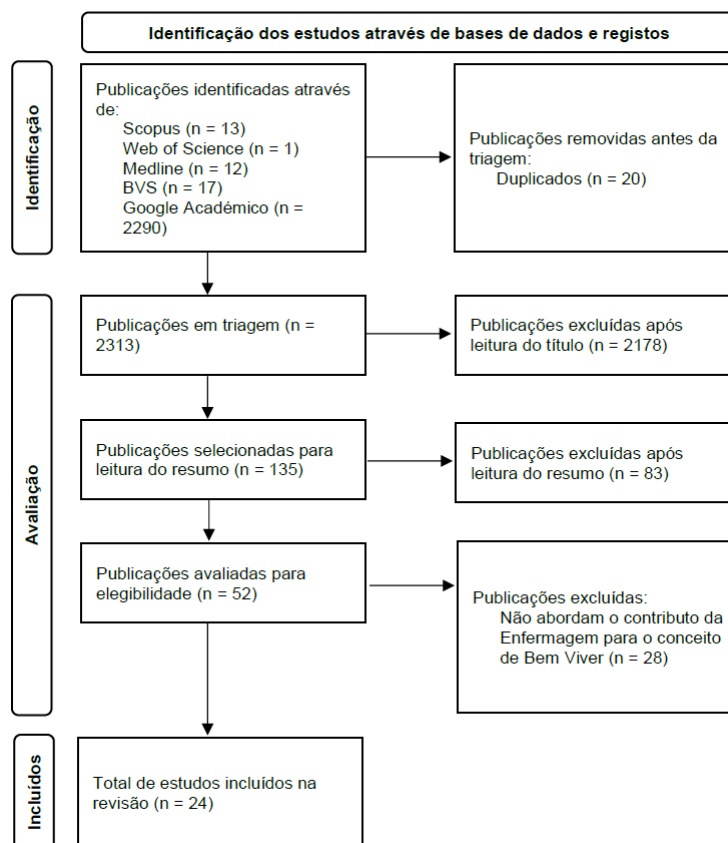 Identificação dos estudos através de bases de dados e registos
Identificação
Publicações identificadas através
de:
Scopus (n = 13)
Web of Science (n = 1)
Medline (n = 12)
BVS (n = 17)
Google Académico (n =
2290)
Publicações removidas antes da
triagem:
Duplicados (n = 20)
Avaliação
Publicações em triagem (n =
2313)
Publicações excluídas após
leitura do título (n = 2178)
Publicações selecionadas para
leitura do resumo (n = 135)
Publicações excluídas após
leitura do resumo (n = 83)
Publicações avaliadas para
elegibilidade (n = 52)
Publicações excluídas:
Não abordam o contributo da
Enfermagem para o conceito
de Bem Viver (n = 28)
Incluídos
Total de estudos incluídos na
revisão (n = 24)